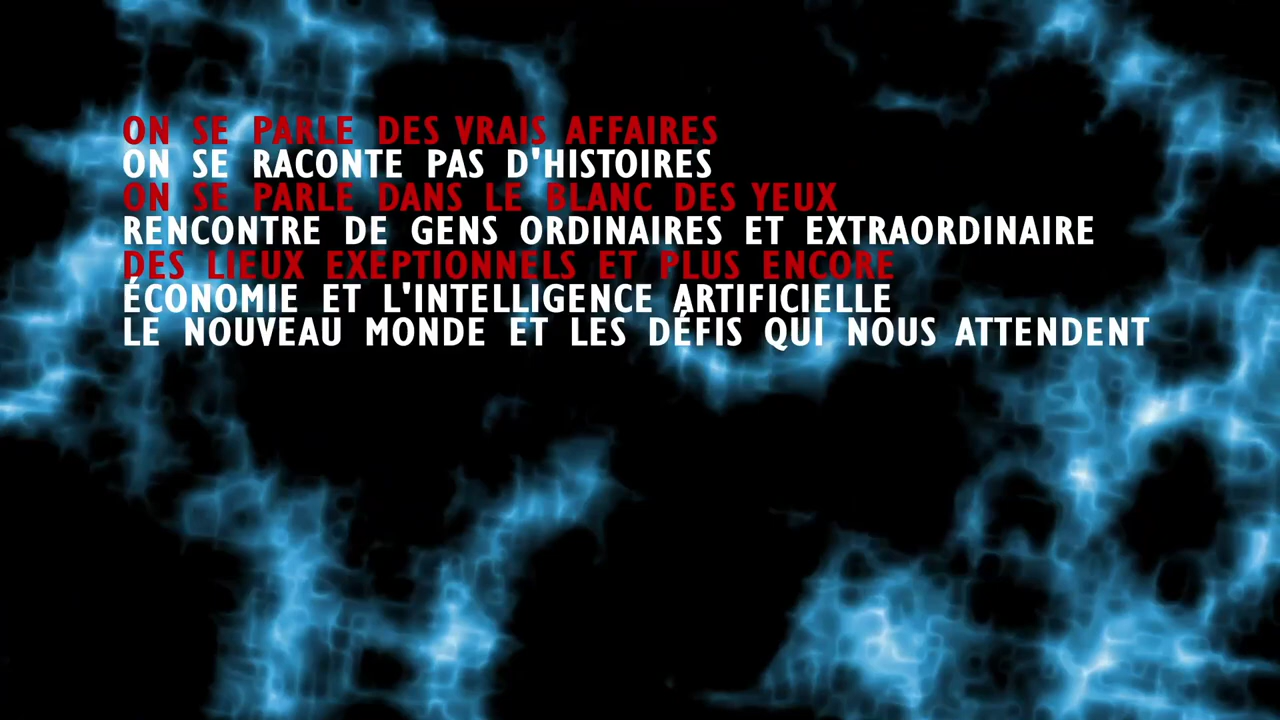 ON SE PARLE DES VRAIS AFFAIRES
ON SE RACONTE PAS D'HISTOIRES
ON SE PARLE DANS LE BLANC DES YEUX
RENCONTRE DE GENS ORDINAIRES ET EXTRAORDINAIRE
DES LIEUX EXEPTIONNELS ET PLUS ENCORE
ÉCONOMIE ET L'INTELLIGENCE ARTIFICIELLE
LE NOUVEAU MONDE ET LES DÉFIS QUI NOUS ATTENDENT